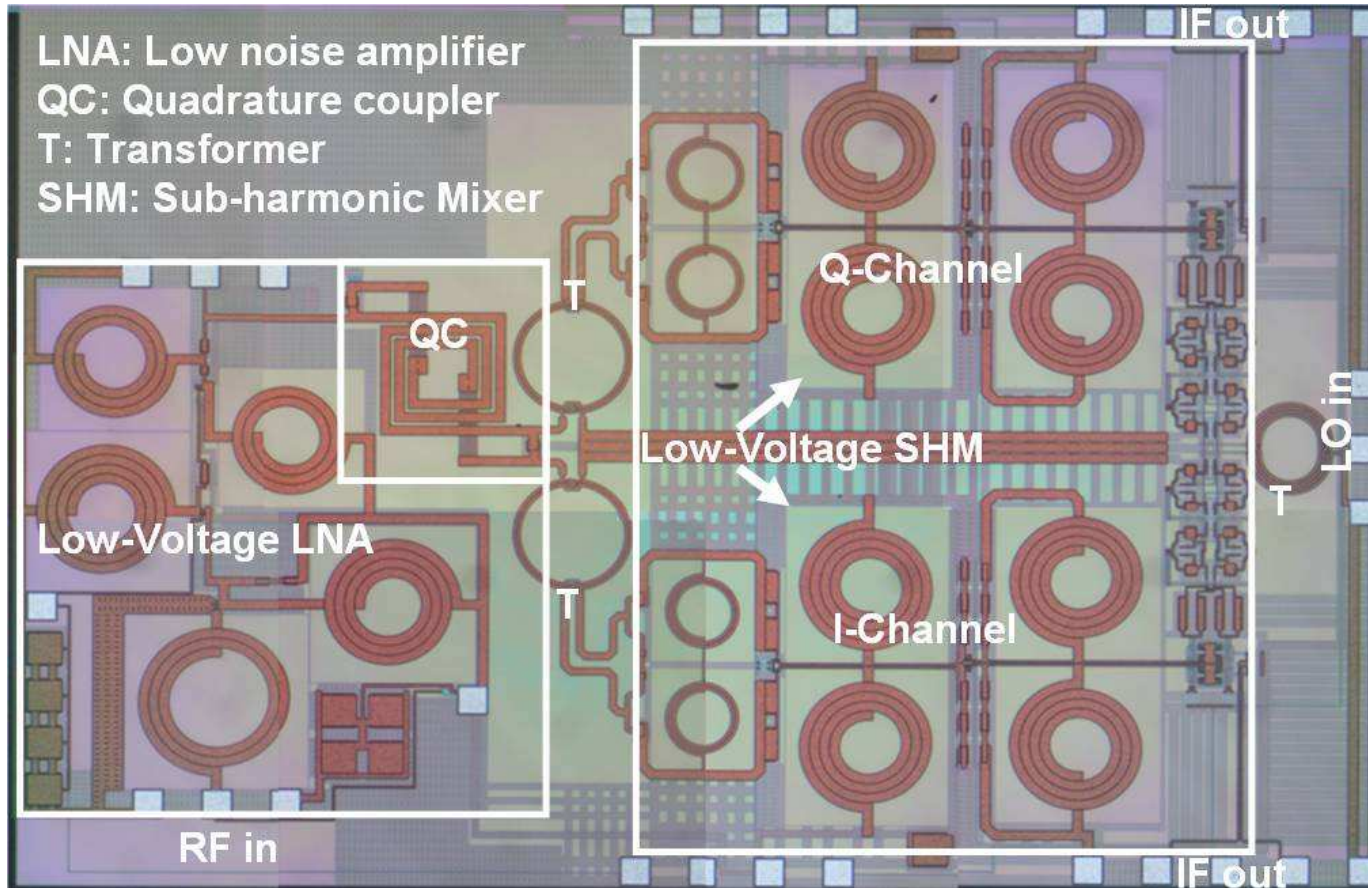 LNA: Low noise amplifier
QC: Quadrature coupler
T: Transformer
SHM: Sub-harmonic Mixer
IF out
Q-Channel
QC
T
Low-Voltage SHM
LO in
T
Low-Voltage LNA
T
I-Channel
RF in
IF out